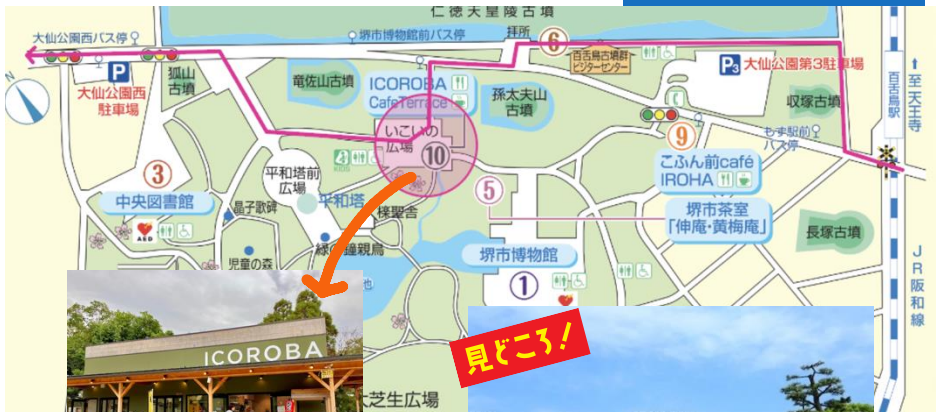 仁徳天皇陵古墳
大仙公園西バス停
堺市博物館前バス停
拝所
6
百舌鳥古墳群
ビジターセンター
P3 大仙公園第3駐車場
↑至天王寺
百舌鳥駅
N
P
大仙公園西
駐車場
狐山
古墳
竜佐山古墳
ICOROBA
CafeTerrace
孫太夫山
古墳
収塚古墳
もず駅前
バス停
いこいの
広場
10
9
こふん前café
IROHA
3
中央図書館
AED
平和塔前
広場
KIDS
5
堺市茶室
「伸庵・黄梅庵」
平和塔
晶子歌碑
緑の鐘親烏
児童の森
堺市博物館
1
長塚古墳
JR阪和線
池
ICOROBA
見どころ!
大芝生広場